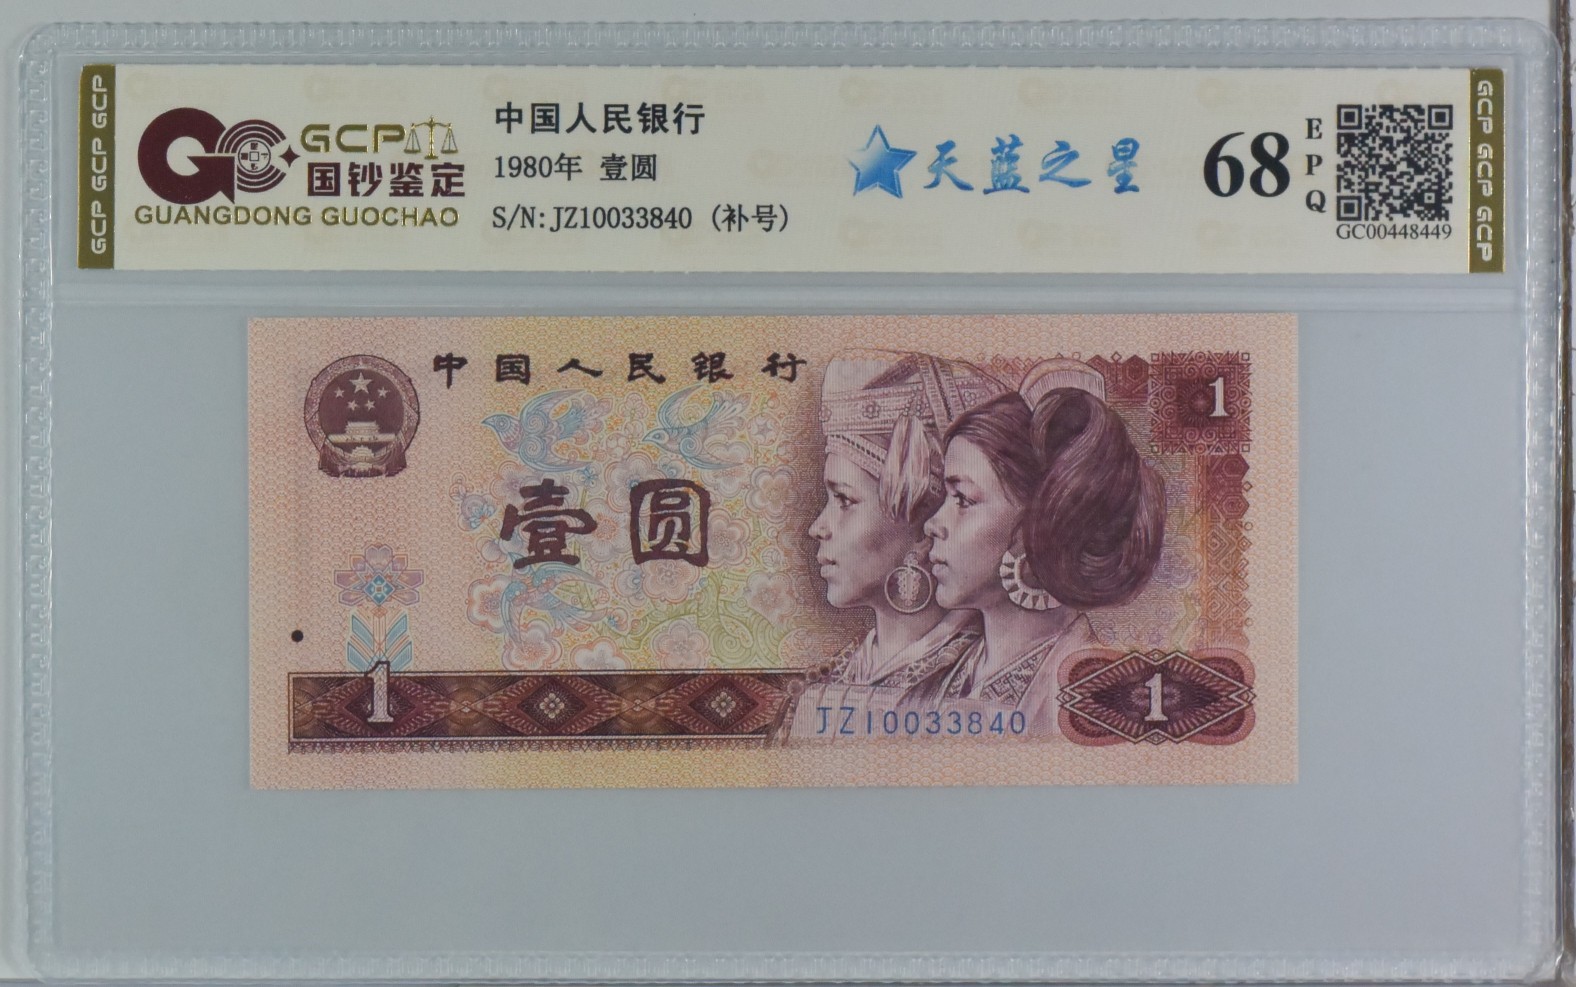 GCP GCP GCP
GCP
国钞鉴定
GUANGDONG GUOCHAO
中国人民银行
1980年 壹圆
S/N: JZ10033840 (补号)
天蓝之星
68
EPQ
GC00448449
GCP GCP GCP
中国人民银行
1
壹圆
1
JZ10033840
1